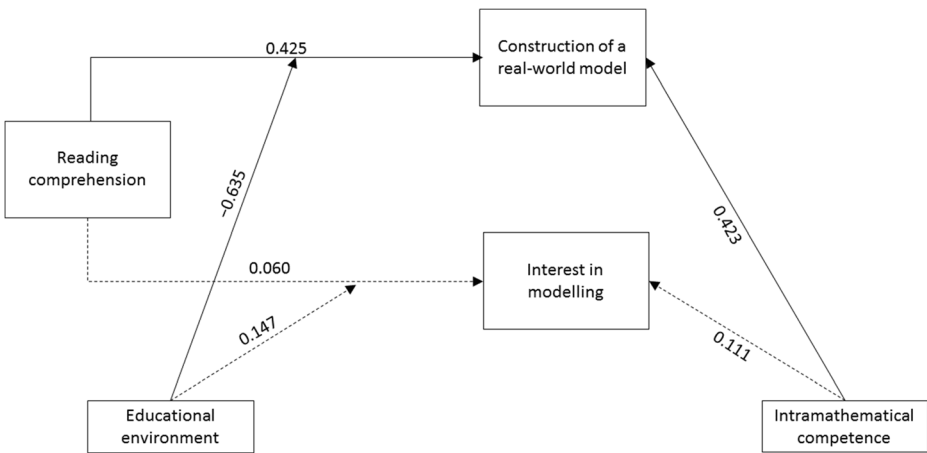 0.425
Construction of a
real-world model
Reading
comprehension
−0.635
0.423
0.060
Interest in
modelling
0.147
0.111
Educational
environment
Intramathematical
competence